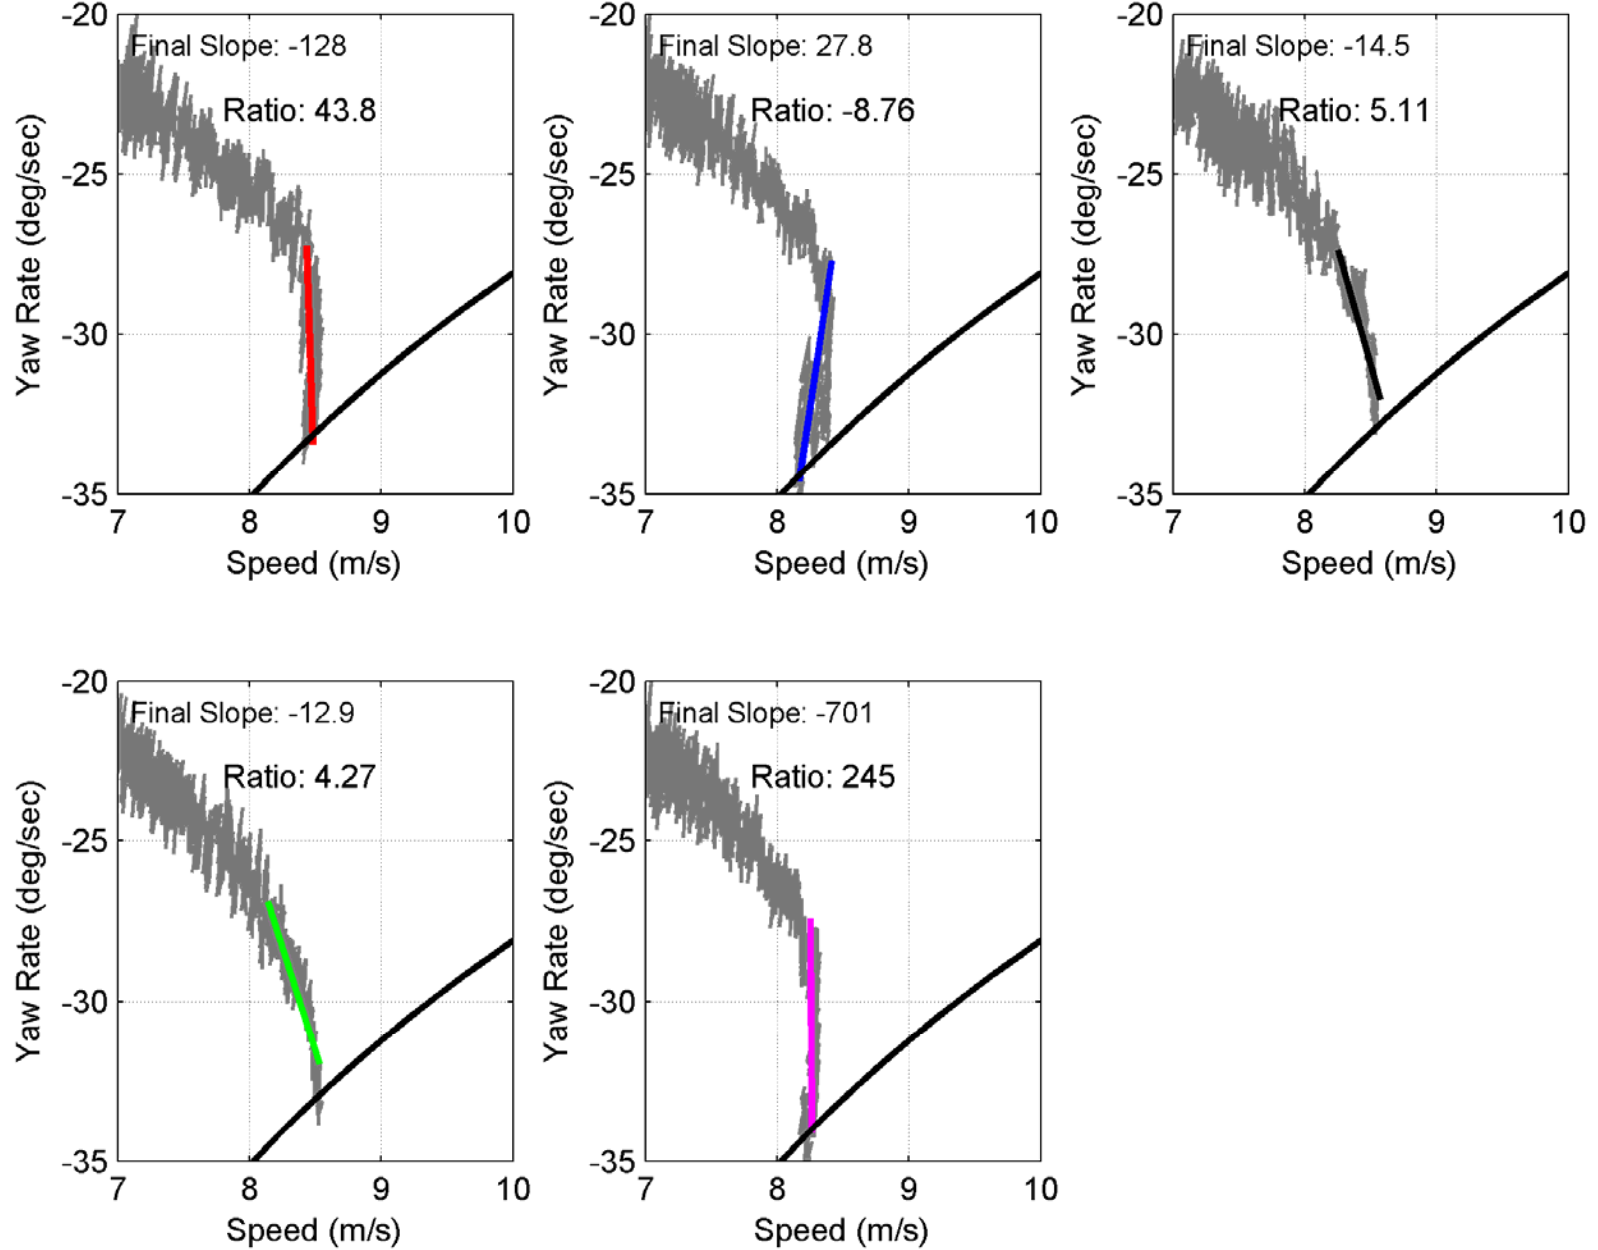 Final Slope: -128
Ratio: 43.8
-20
-25
-30
-35
7
8
9
10
Yaw Rate (deg/sec)
Speed (m/s)
Final Slope: 27.8
Ratio: -8.76
-20
-25
-30
-35
7
8
9
10
Yaw Rate (deg/sec)
Speed (m/s)
Final Slope: -14.5
Ratio: 5.11
-20
-25
-30
-35
7
8
9
10
Yaw Rate (deg/sec)
Speed (m/s)
Final Slope: -12.9
Ratio: 4.27
-20
-25
-30
-35
7
8
9
10
Yaw Rate (deg/sec)
Speed (m/s)
Final Slope: -701
Ratio: 245
-20
-25
-30
-35
7
8
9
10
Yaw Rate (deg/sec)
Speed (m/s)